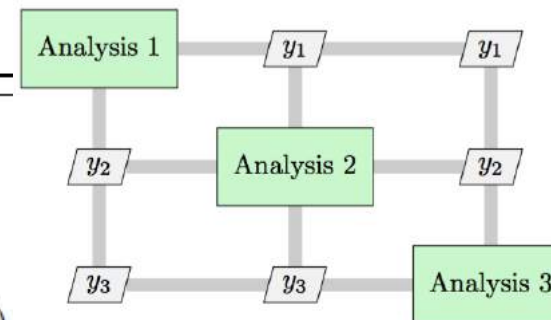 Analysis 1 y₁ y₁
y₂ Analysis 2 y₂
y₃ y₃ Analysis 3